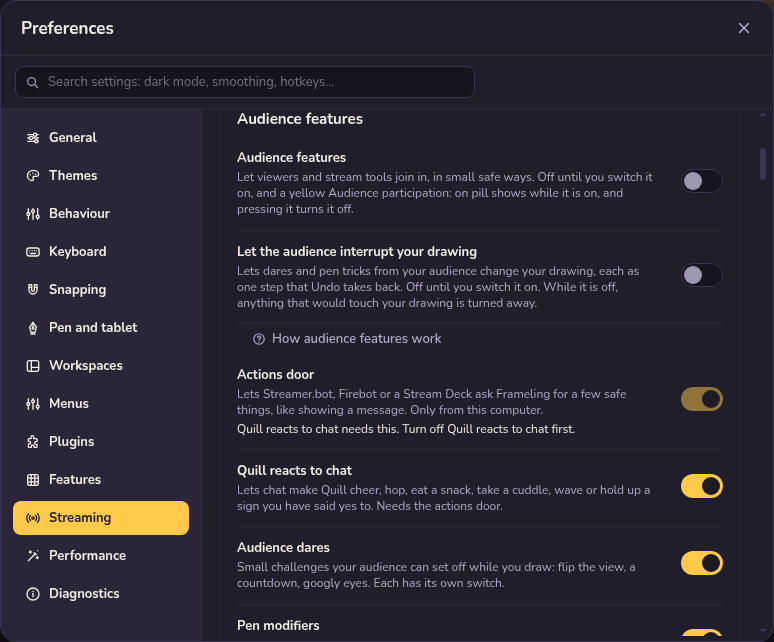 Preferences
Search settings: dark mode, smoothing, hotkeys...
General
Themes
Behaviour
Keyboard
Snapping
Pen and tablet
Workspaces
Menus
Plugins
Features
Streaming
Performance
Diagnostics
Audience features
Audience features
Let viewers and stream tools join in, in small safe ways. Off until you switch it
on, and a yellow Audience participation: on pill shows while it is on, and
pressing it turns it off.
Let the audience interrupt your drawing
Lets dares and pen tricks from your audience change your drawing, each as
one step that Undo takes back. Off until you switch it on. While it is off,
anything that would touch your drawing is turned away.
How audience features work
Actions door
Lets Streamer.bot, Firebot or a Stream Deck ask Frameling for a few safe
things, like showing a message. Only from this computer.
Quill reacts to chat needs this. Turn off Quill reacts to chat first.
Quill reacts to chat
Lets chat make Quill cheer, hop, eat a snack, take a cuddle, wave or hold up a
sign you have said yes to. Needs the actions door.
Audience dares
Small challenges your audience can set off while you draw: flip the view, a
countdown, googly eyes. Each has its own switch.
Pen modifiers